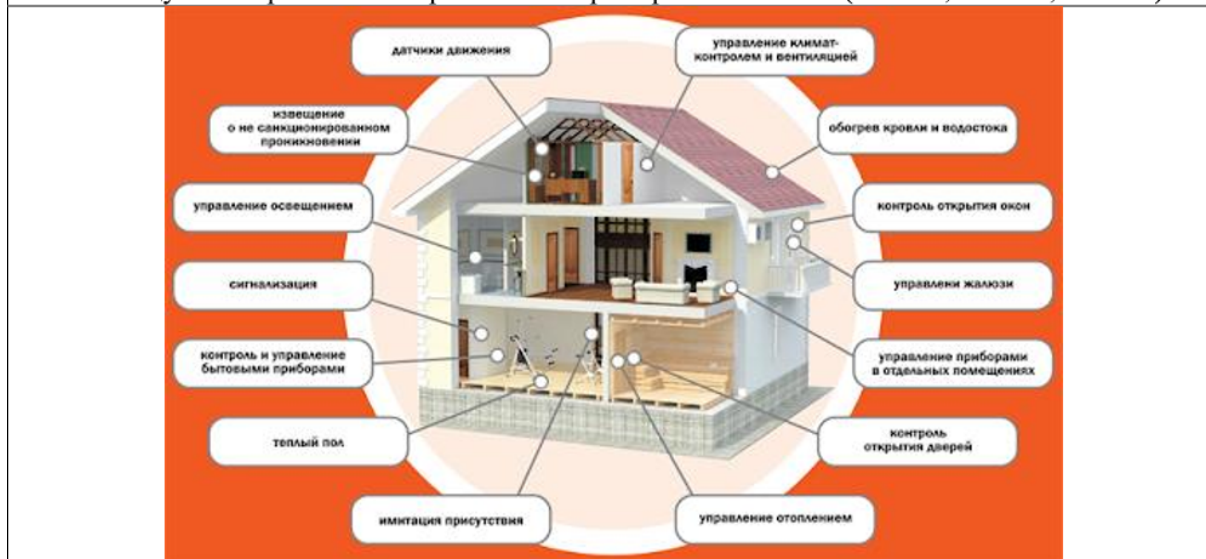 датчики движения
управление климат-
контролем и вентиляцией
извещение
о не санкционированном
проникновении
обогрев кровли и водостока
управление освещением
контроль открытия окон
сигнализация
управлени жалюзи
контроль и управление
бытовыми приборами
управление приборами
в отдельных помещениях
теплый пол
контроль
открытия дверей
имитация присутствия
управление отоплением